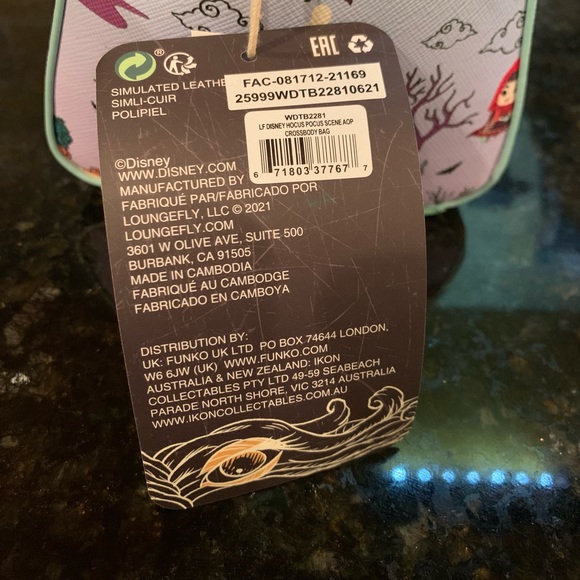 EAC
SIMULATED LEATHE
SIMLI-CUIR
POLIPIEL
FAC-081712-21169
25999WDTB22810621
WDTB2281
LF DISNEY HOCUS POCUS SCENE AOP
CROSSBODY BAG
6 71803 37767 7
©Disney
WWW.DISNEY.COM
MANUFACTURED BY
FABRIQUÉ PAR/FABRICADO POR
LOUNGEFLY, LLC © 2021
LOUNGEFLY.COM
3601 W OLIVE AVE, SUITE 500
BURBANK, CA 91505
MADE IN CAMBODIA
FABRIQUÉ AU CAMBODGE
FABRICADO EN CAMBOYA
DISTRIBUTION BY:
UK: FUNKO UK LTD PO BOX 74644 LONDON,
W6 6JW (UK) WWW.FUNKO.COM
AUSTRALIA & NEW ZEALAND: IKON
COLLECTABLES PTY LTD 49-59 SEABEACH
PARADE NORTH SHORE, VIC 3214 AUSTRALIA
WWW.IKONCOLLECTABLES.COM.AU